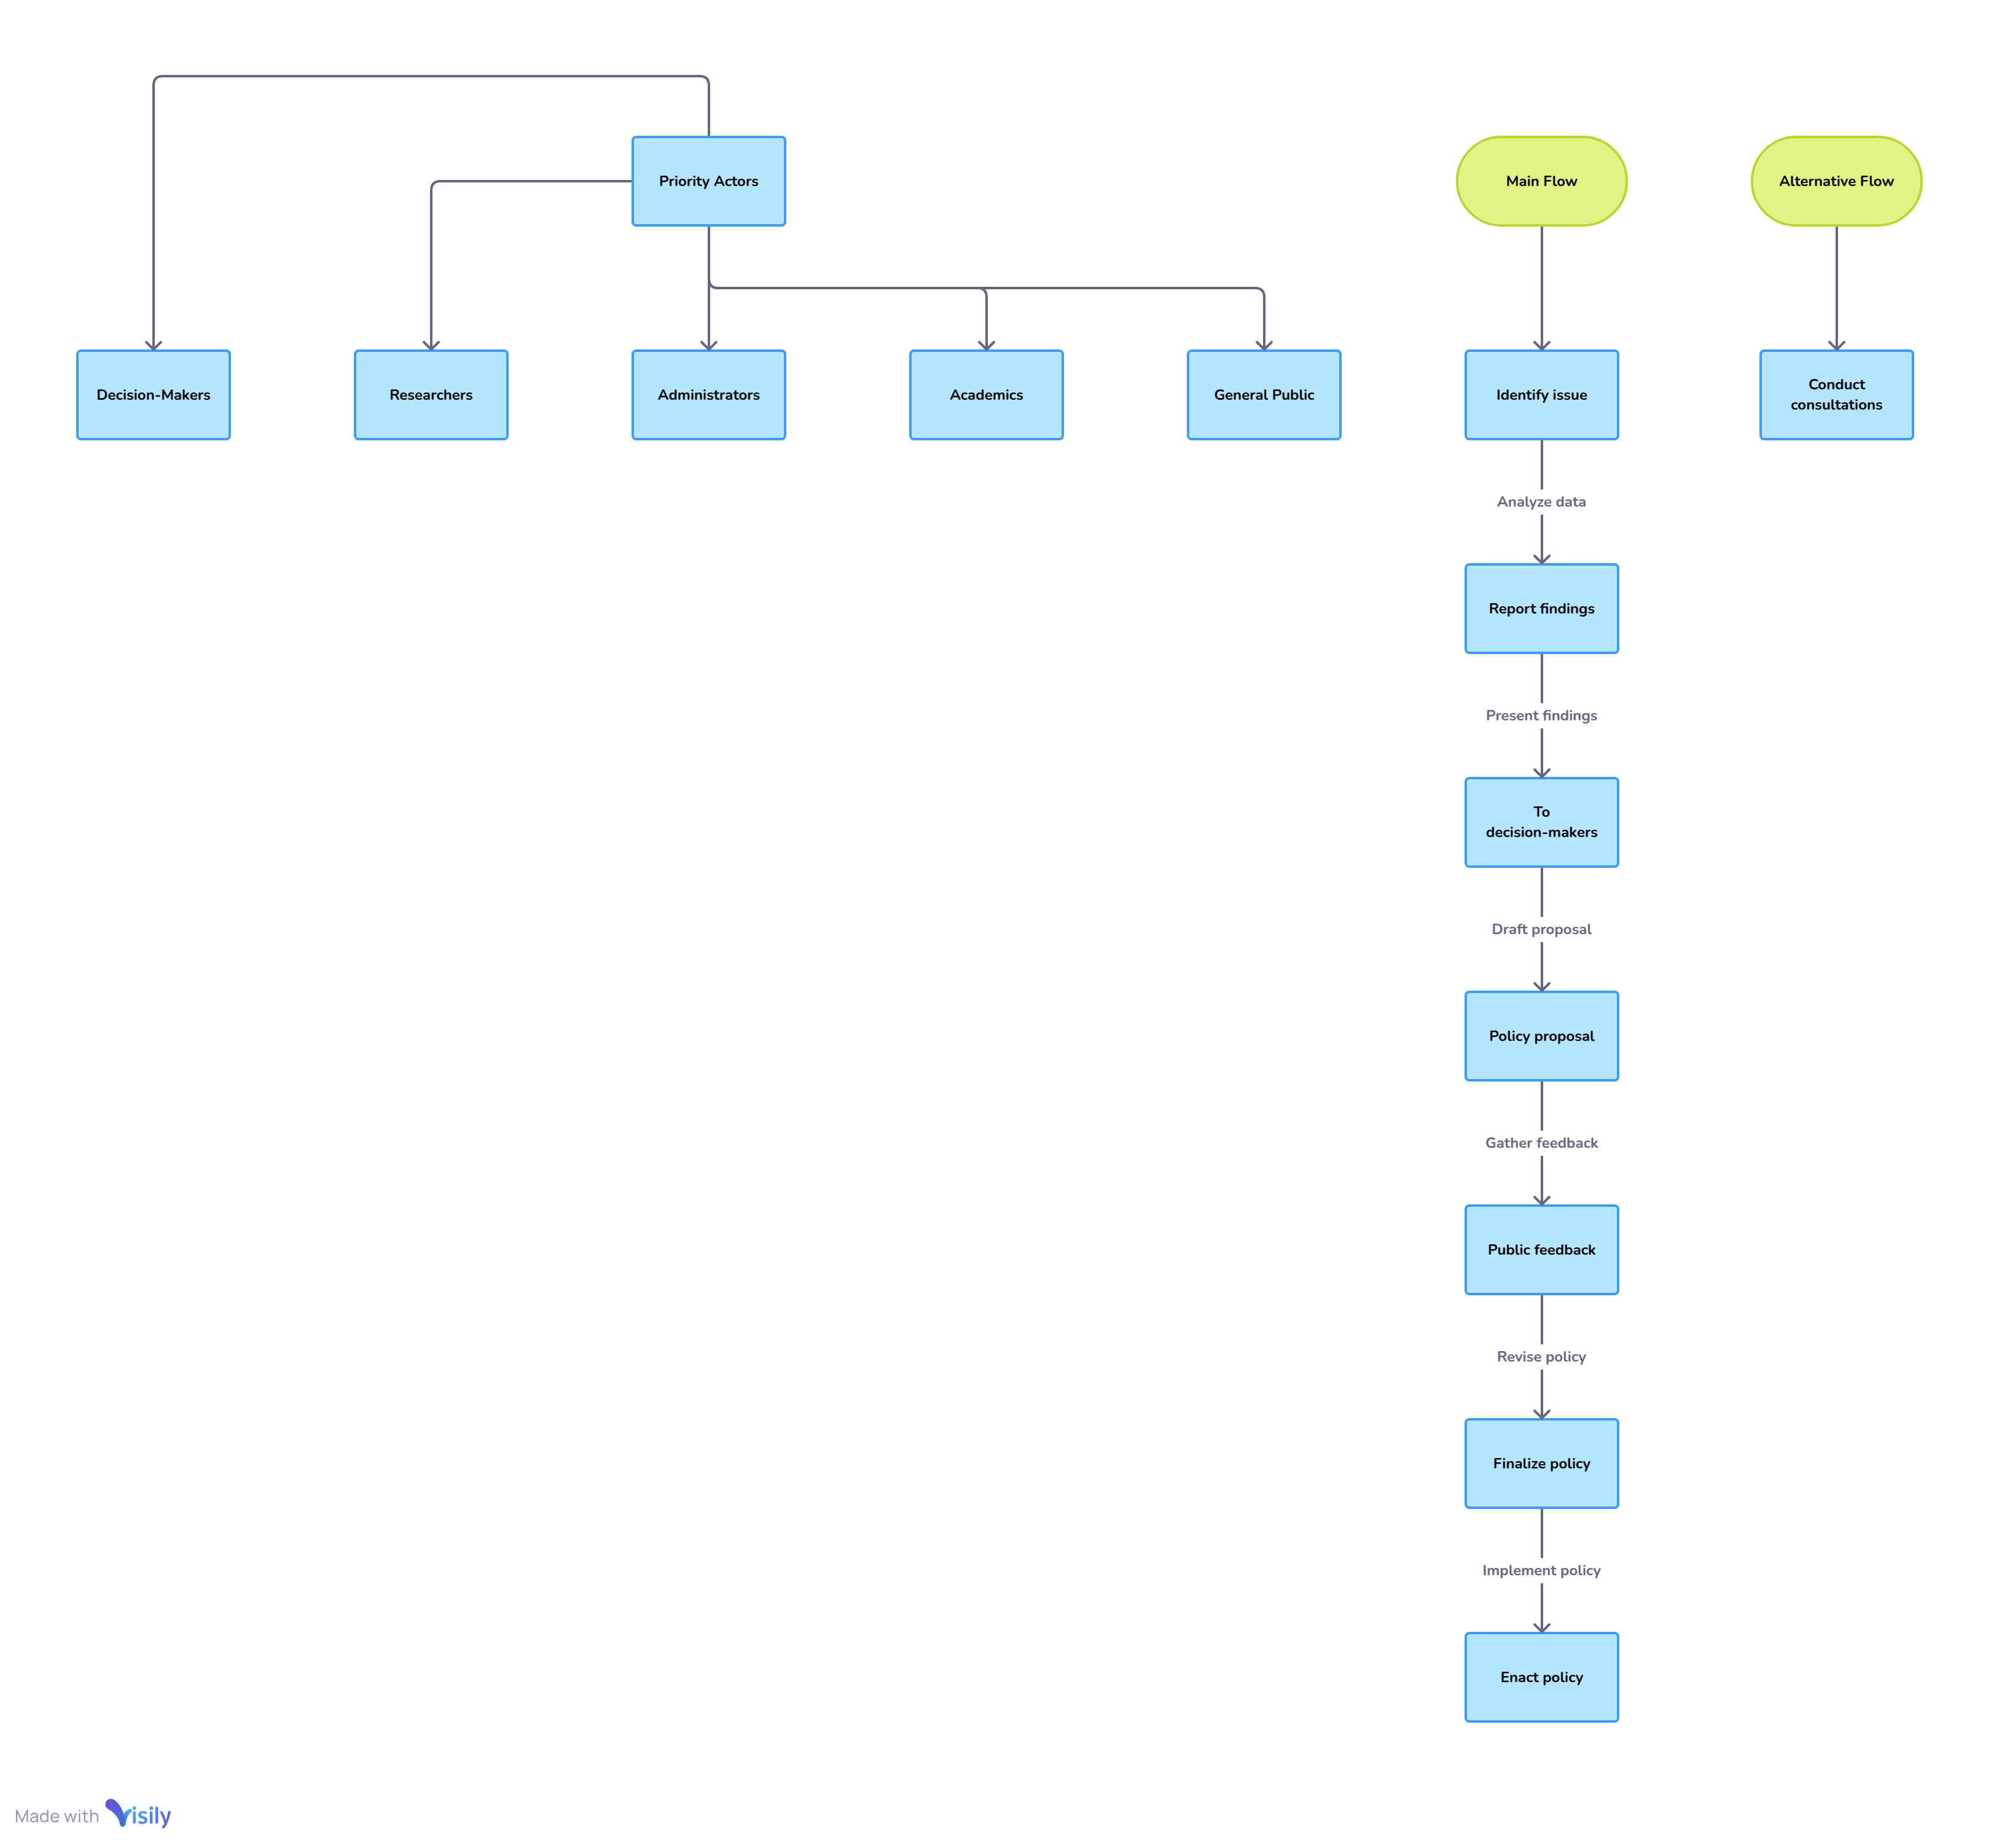 Priority Actors
Main Flow
Alternative Flow
Decision-Makers
Researchers
Administrators
Academics
General Public
Identify issue
Conduct
consultations
Analyze data
Report findings
Present findings
To
decision-makers
Draft proposal
Policy proposal
Gather feedback
Public feedback
Revise policy
Finalize policy
Implement policy
Enact policy
Made with Visily